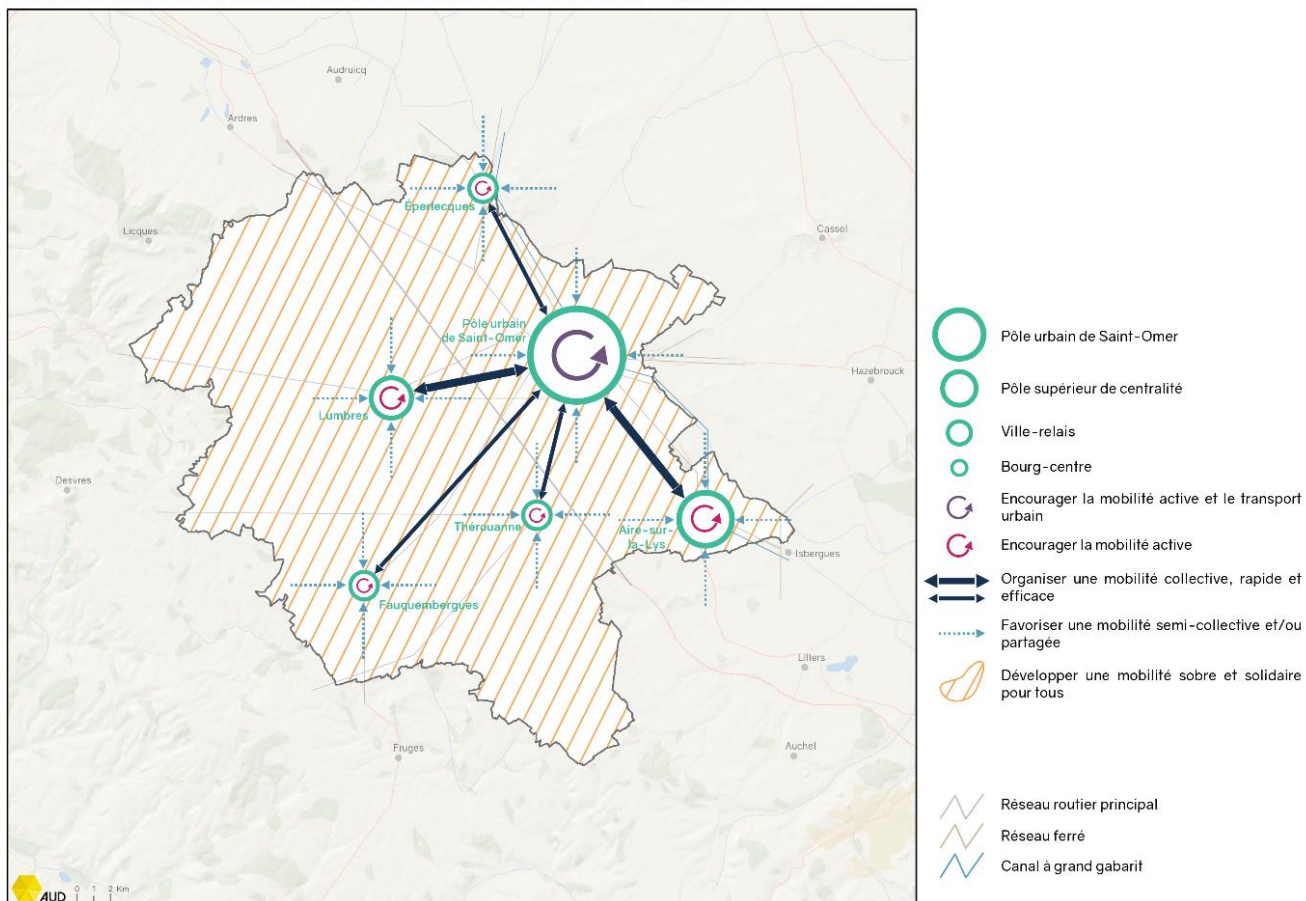 Audruicq
Ardres
Éperlecques
Licques
Cassel
Pôle urbain
de Saint-Omer
Hazebrouck
Lumbres
Desvres
Thérouanne
Aire-sur-
la-Lys
Isbergues
Fauquembergues
Lillers
Fruges
Auchel
AUD
0 1 2 Km
Pôle urbain de Saint-Omer
Pôle supérieur de centralité
Ville-relais
Bourg-centre
Encourager la mobilité active et le transport
urbain
Encourager la mobilité active
Organiser une mobilité collective, rapide et
efficace
Favoriser une mobilité semi-collective et/ou
partagée
Développer une mobilité sobre et solidaire
pour tous
Réseau routier principal
Réseau ferré
Canal à grand gabarit